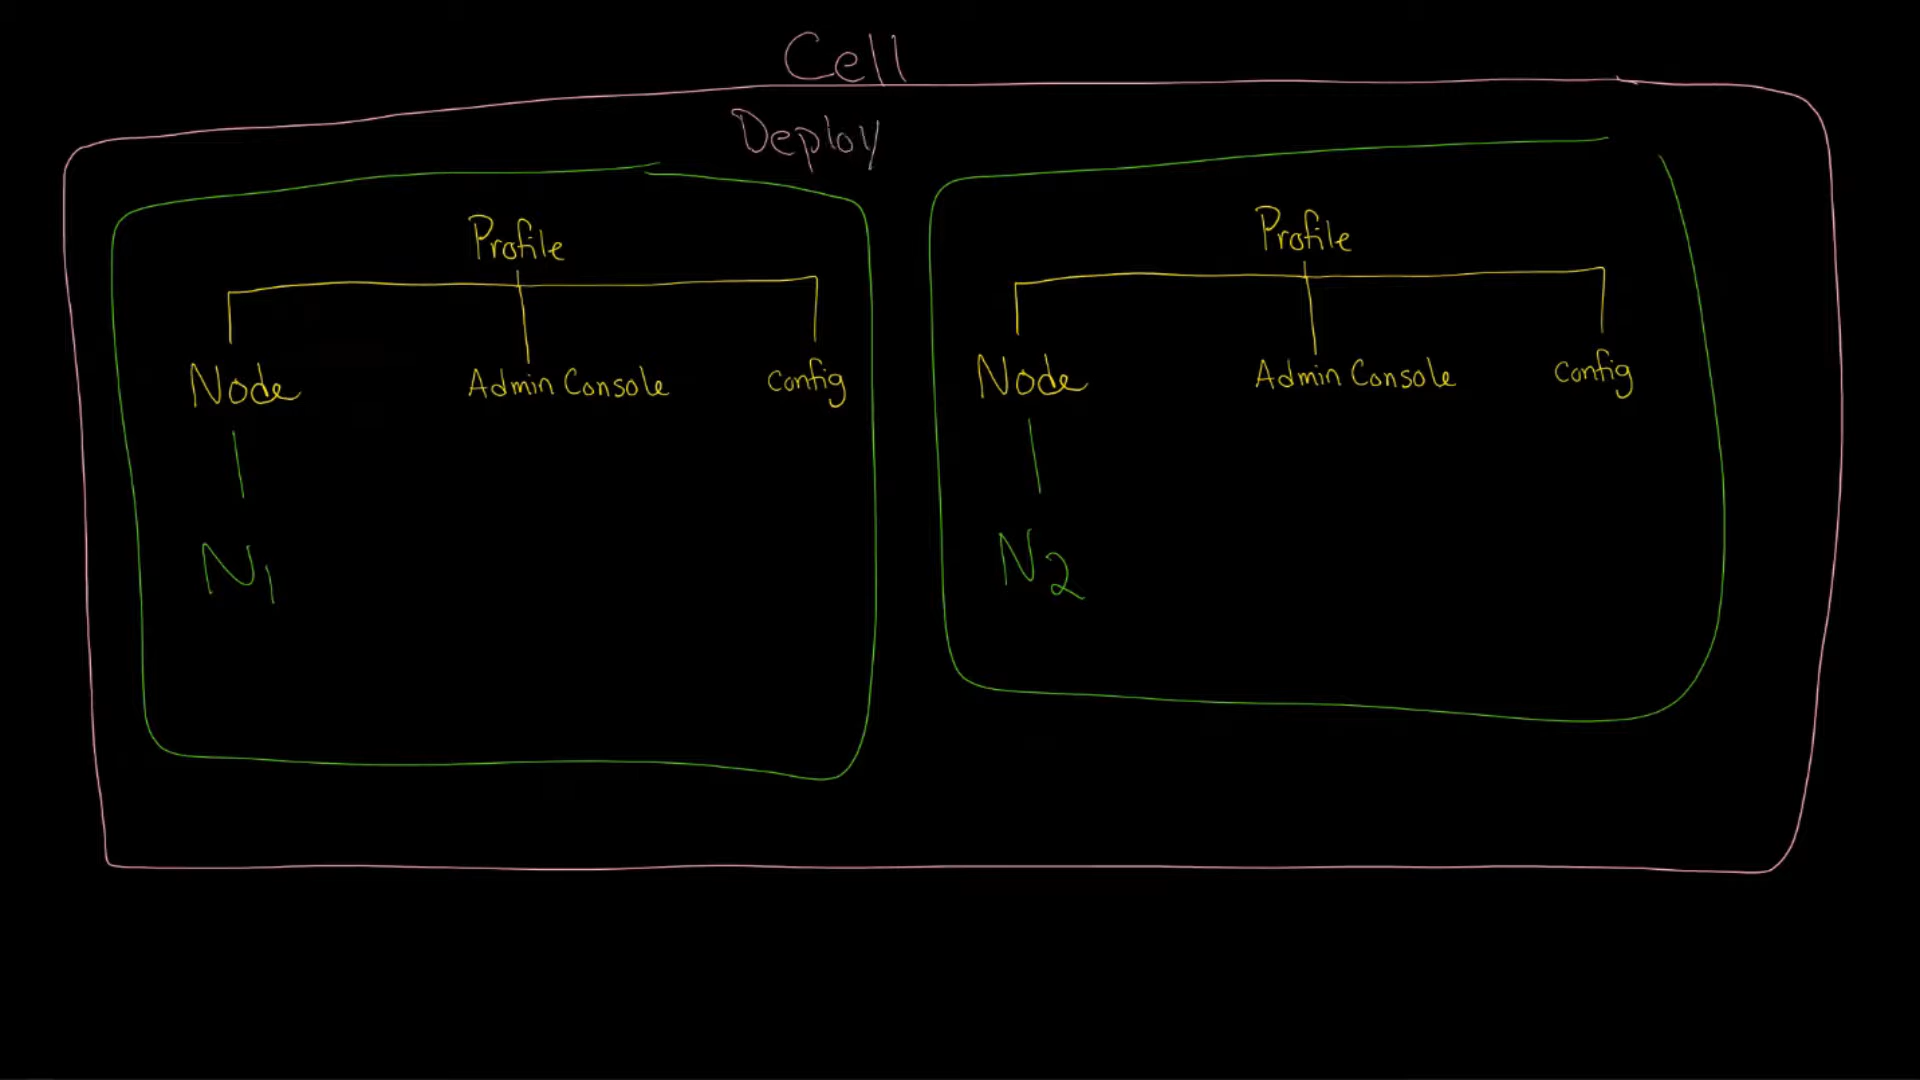 Cell
Deploy
Profile
Node Admin Console config
N1
Profile
Node Admin Console config
N2